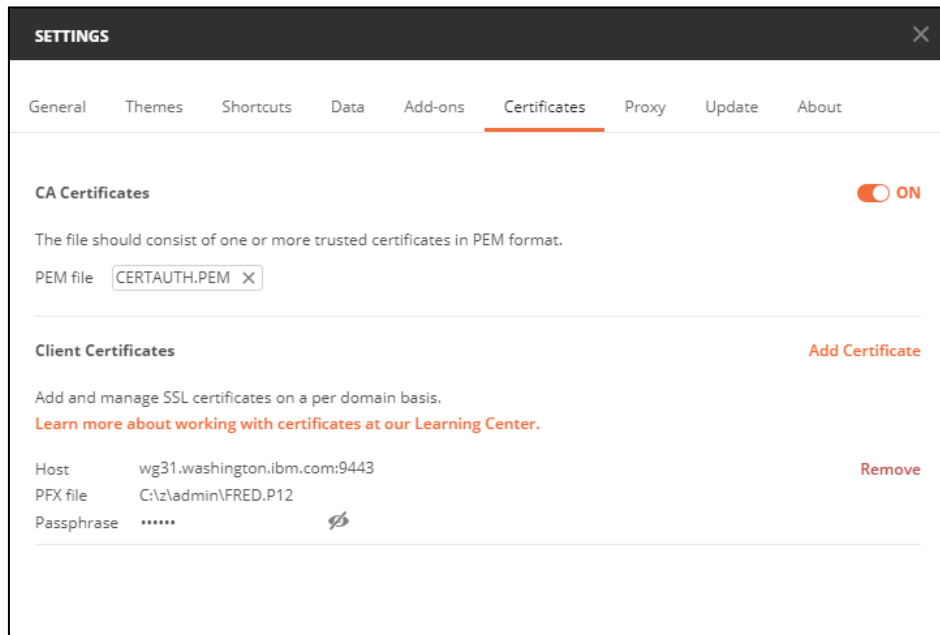 SETTINGS
General Themes Shortcuts Data Add-ons Certificates Proxy Update About
CA Certificates ON
The file should consist of one or more trusted certificates in PEM format.
PEM file CERTAUTH.PEM
Client Certificates Add Certificate
Add and manage SSL certificates on a per domain basis.
Learn more about working with certificates at our Learning Center.
Host wg31.washington.ibm.com:9443 Remove
PFX file C:\z\admin\FRED.P12
Passphrase ••••••